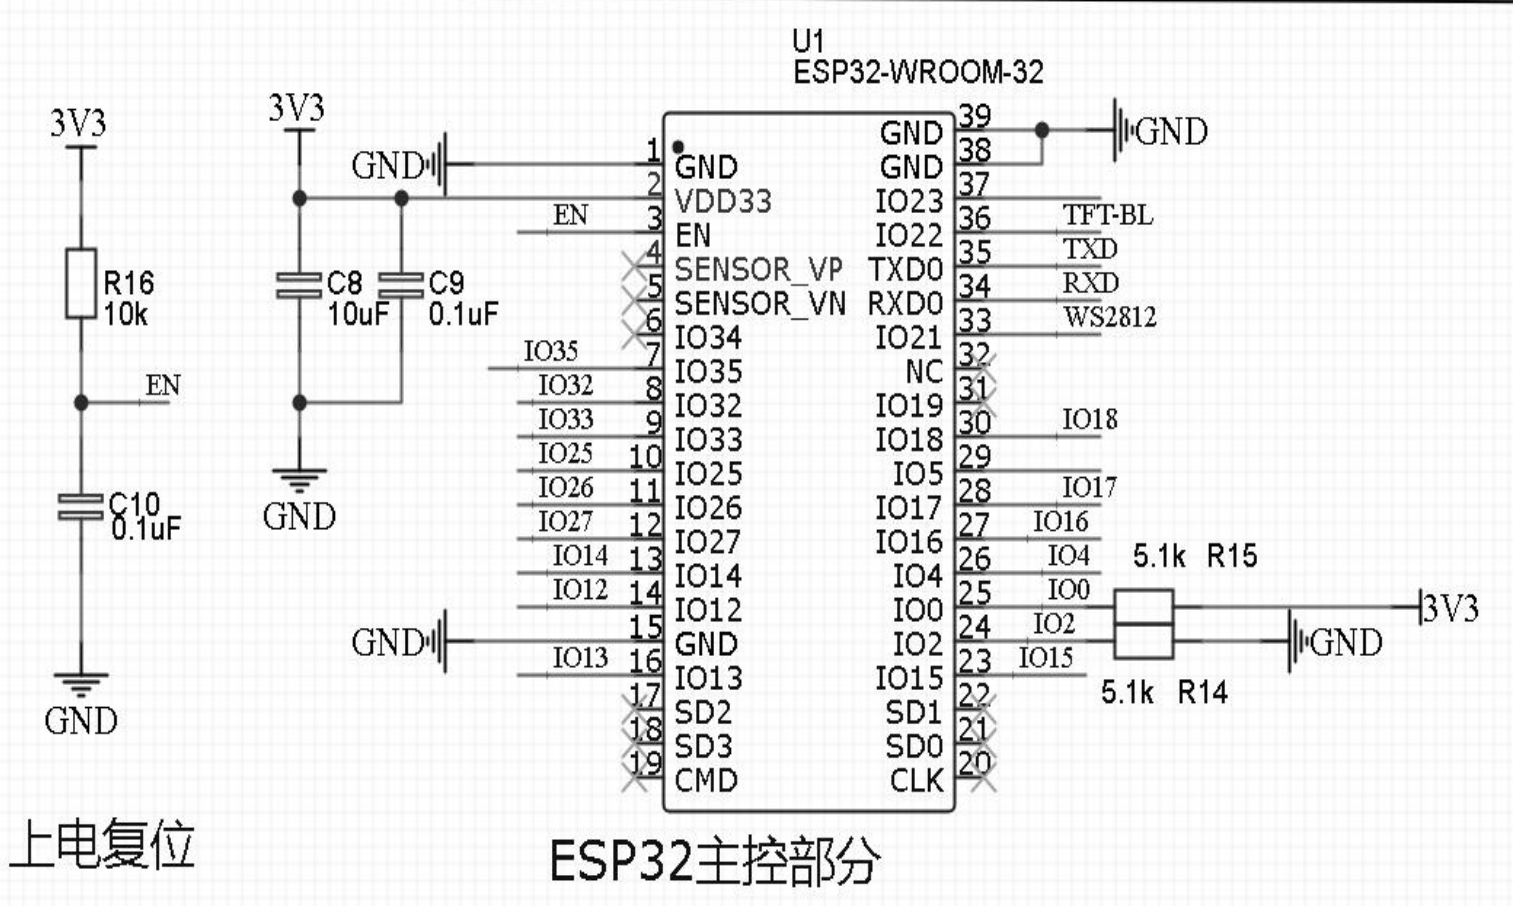 U1
ESP32-WROOM-32
3V3
R16
10k
EN
C10
0.1uF
GND
上电复位
3V3
C8
10uF
C9
0.1uF
GND
GND
1 GND
2 VDD33
EN 3 EN
4 SENSOR_VP
5 SENSOR_VN
6 IO34
IO35 7 IO35
IO32 8 IO32
IO33 9 IO33
IO25 10 IO25
IO26 11 IO26
IO27 12 IO27
IO14 13 IO14
IO12 14 IO12
GND 15 GND
IO13 16 IO13
17 SD2
18 SD3
19 CMD
GND 39 GND
GND 38
IO23 37
IO22 36 TFT-BL
TXD0 35 TXD
RXD0 34 RXD
IO21 33 WS2812
NC 32
IO19 31
IO18 30 IO18
IO5 29
IO17 28 IO17
IO16 27 IO16
IO4 26 IO4
5.1k R15
IO0 25 IO0 3V3
IO2 24 IO2 GND
IO15 23 IO15
5.1k R14
SD1 22
SD0 21
CLK 20
ESP32主控部分